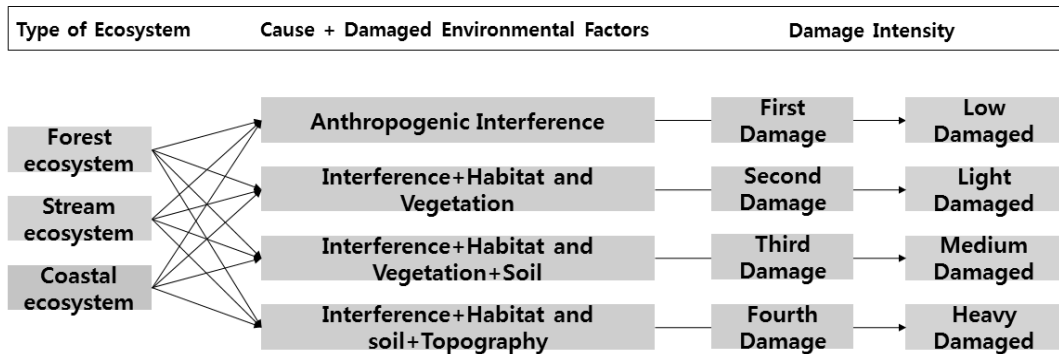 Type of Ecosystem
Cause + Damaged Environmental Factors
Damage Intensity
Forest
ecosystem
Stream
ecosystem
Coastal
ecosystem
Anthropogenic Interference
First
Damage
Low
Damaged
Interference+Habitat and
Vegetation
Second
Damage
Light
Damaged
Interference+Habitat and
Vegetation+Soil
Third
Damage
Medium
Damaged
Interference+Habitat and
soil+Topography
Fourth
Damage
Heavy
Damaged